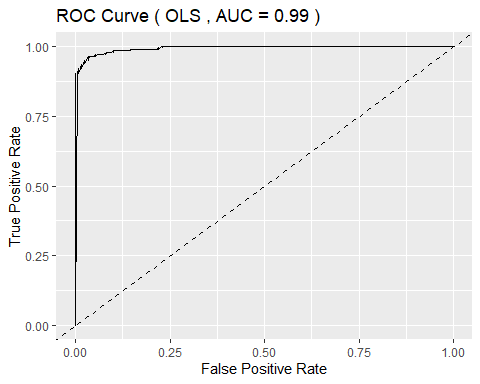 ROC Curve ( OLS , AUC = 0.99 )
True Positive Rate
1.00
0.75
0.50
0.25
0.00
0.00 0.25 0.50 0.75 1.00
False Positive Rate